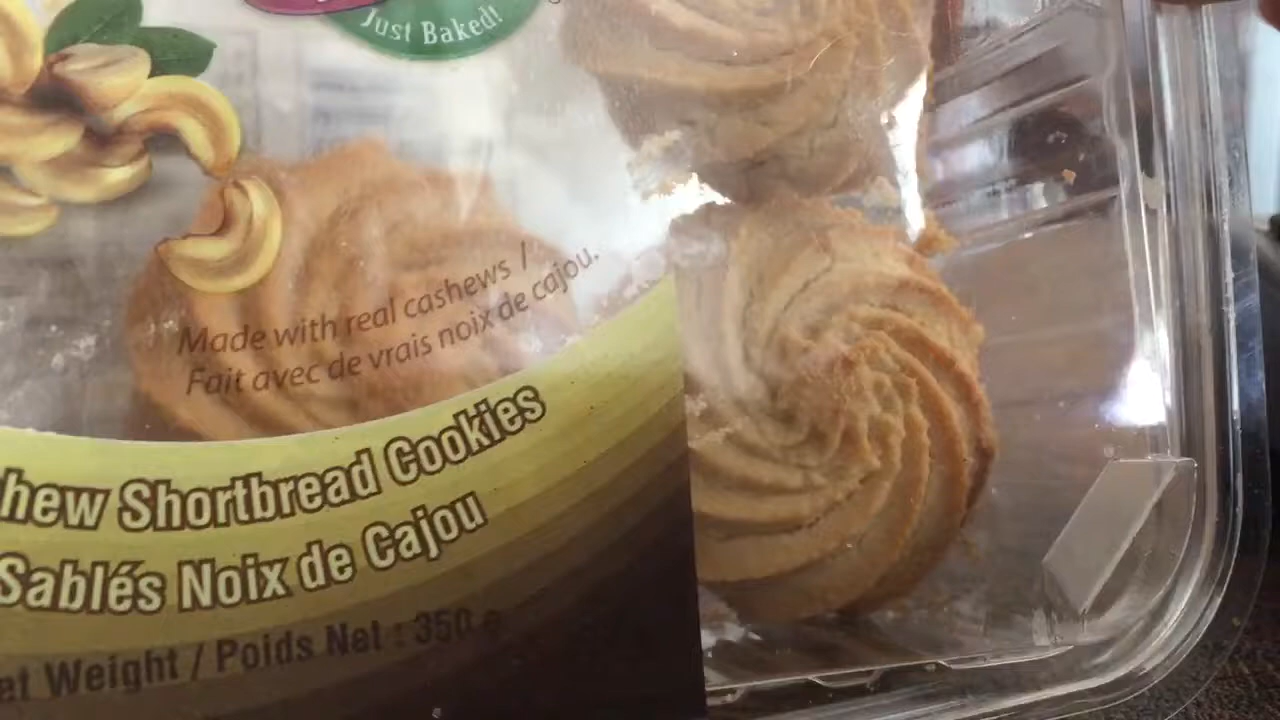 Just Baked!
Made with real cashews /
Fait avec de vrais noix de cajou.
hew Shortbread Cookies
Sablés Noix de Cajou
et Weight / Poids Net : 350 g